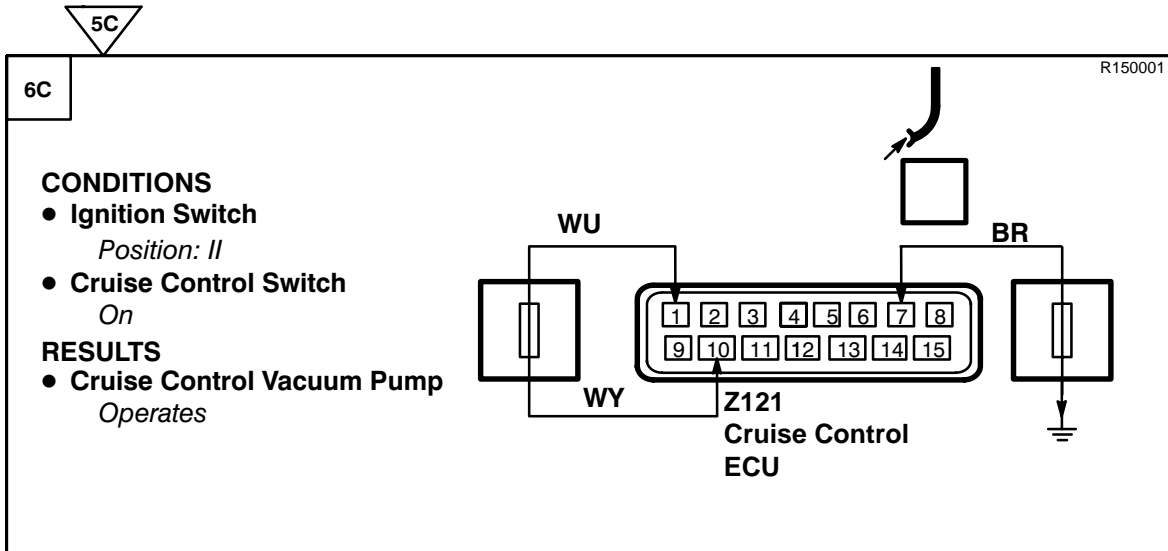 5C
6C
R150001
CONDITIONS
● Ignition Switch
Position: II
● Cruise Control Switch
On
RESULTS
● Cruise Control Vacuum Pump
Operates
WU
BR
1 2 3 4 5 6 7 8
9 10 11 12 13 14 15
WY
Z121
Cruise Control
ECU